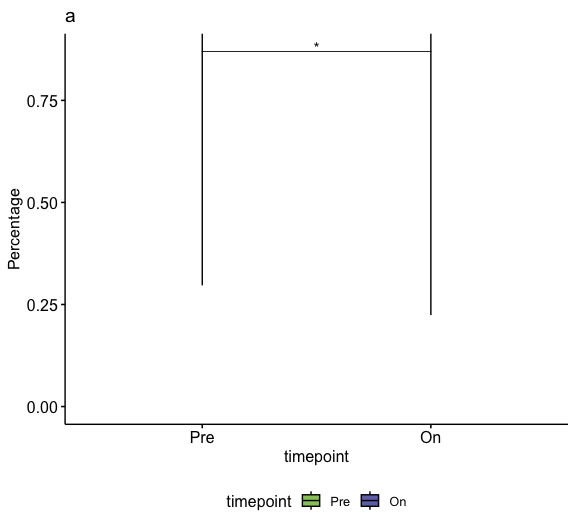 a
*
0.75
0.50
0.25
0.00
Percentage
Pre On
timepoint
timepoint Pre On